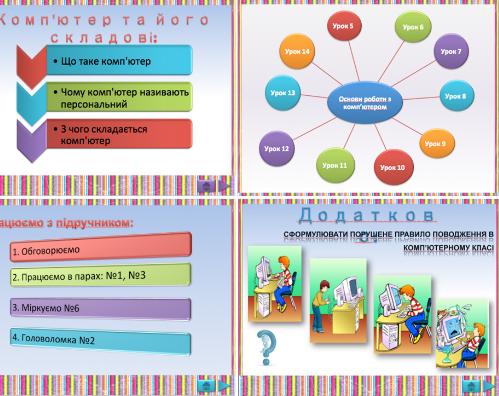 Комп'ютер та його
складові:
• Що таке комп'ютер
• Чому комп'ютер називають
персональний
• З чого складається
комп'ютер
Урок 5
Урок 6
Урок 7
Урок 8
Урок 9
Урок 10
Урок 11
Урок 12
Урок 13
Урок 14
Основи роботи з
комп'ютером
ацюємо з підручником:
1. Обговорюємо
2. Працюємо в парах: №1, №3
3. Міркуємо №6
4. Головоломка №2
Додатков
СФОРМУЛЮВАТИ ПОРУШЕНЕ ПРАВИЛО ПОВОДЖЕННЯ В
КОМП'ЮТЕРНОМУ КЛАСІ